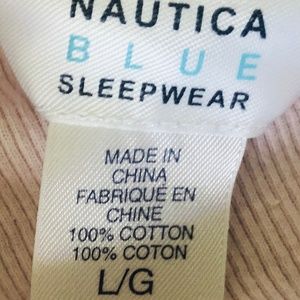 NAUTICA
BLUE
SLEEPWEAR
MADE IN
CHINA
FABRIQUÉ EN
CHINE
100% COTTON
100% COTON
L/G